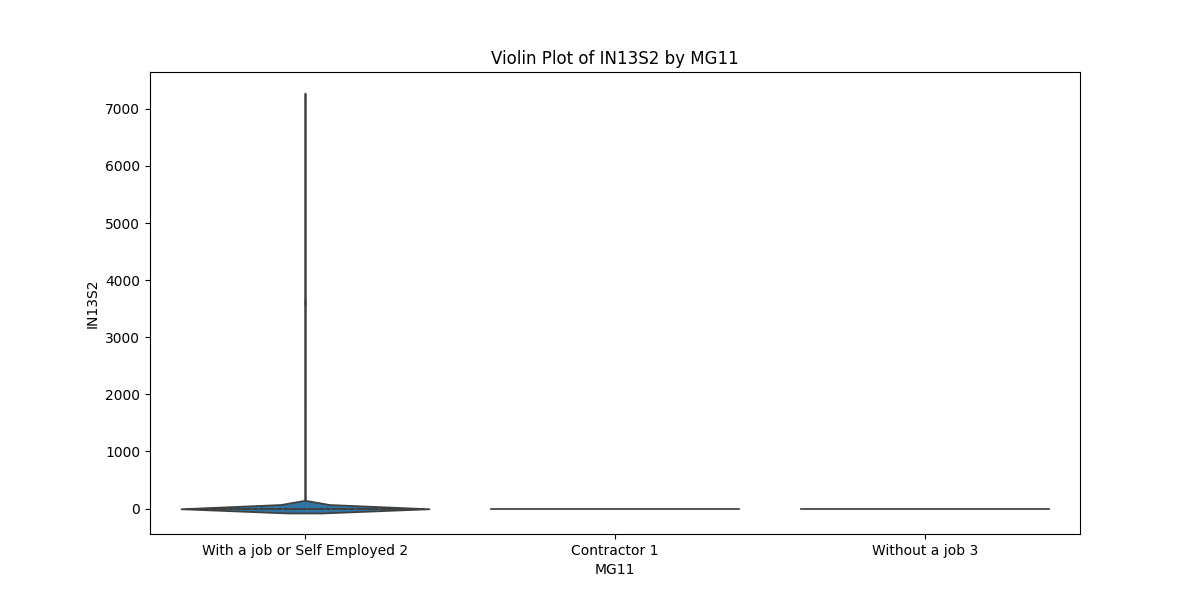 Violin Plot of IN13S2 by MG11
7000
6000
5000
4000
3000
2000
1000
0
IN13S2
With a job or Self Employed 2
Contractor 1
Without a job 3
MG11